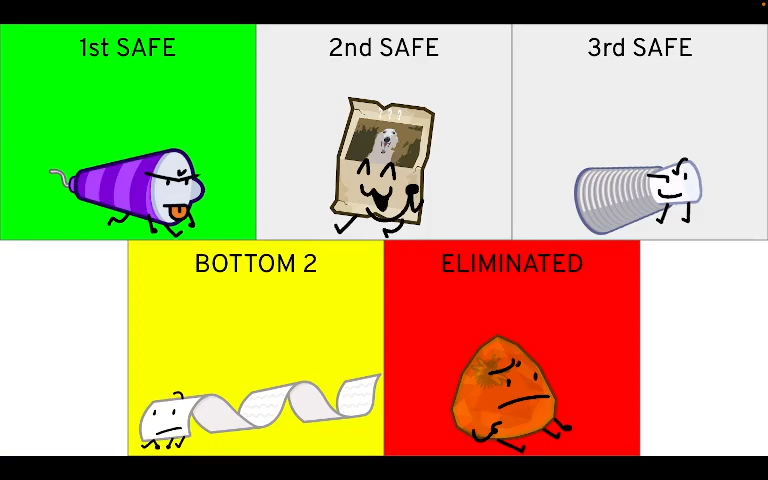 1st SAFE
2nd SAFE
3rd SAFE
BOTTOM 2
ELIMINATED